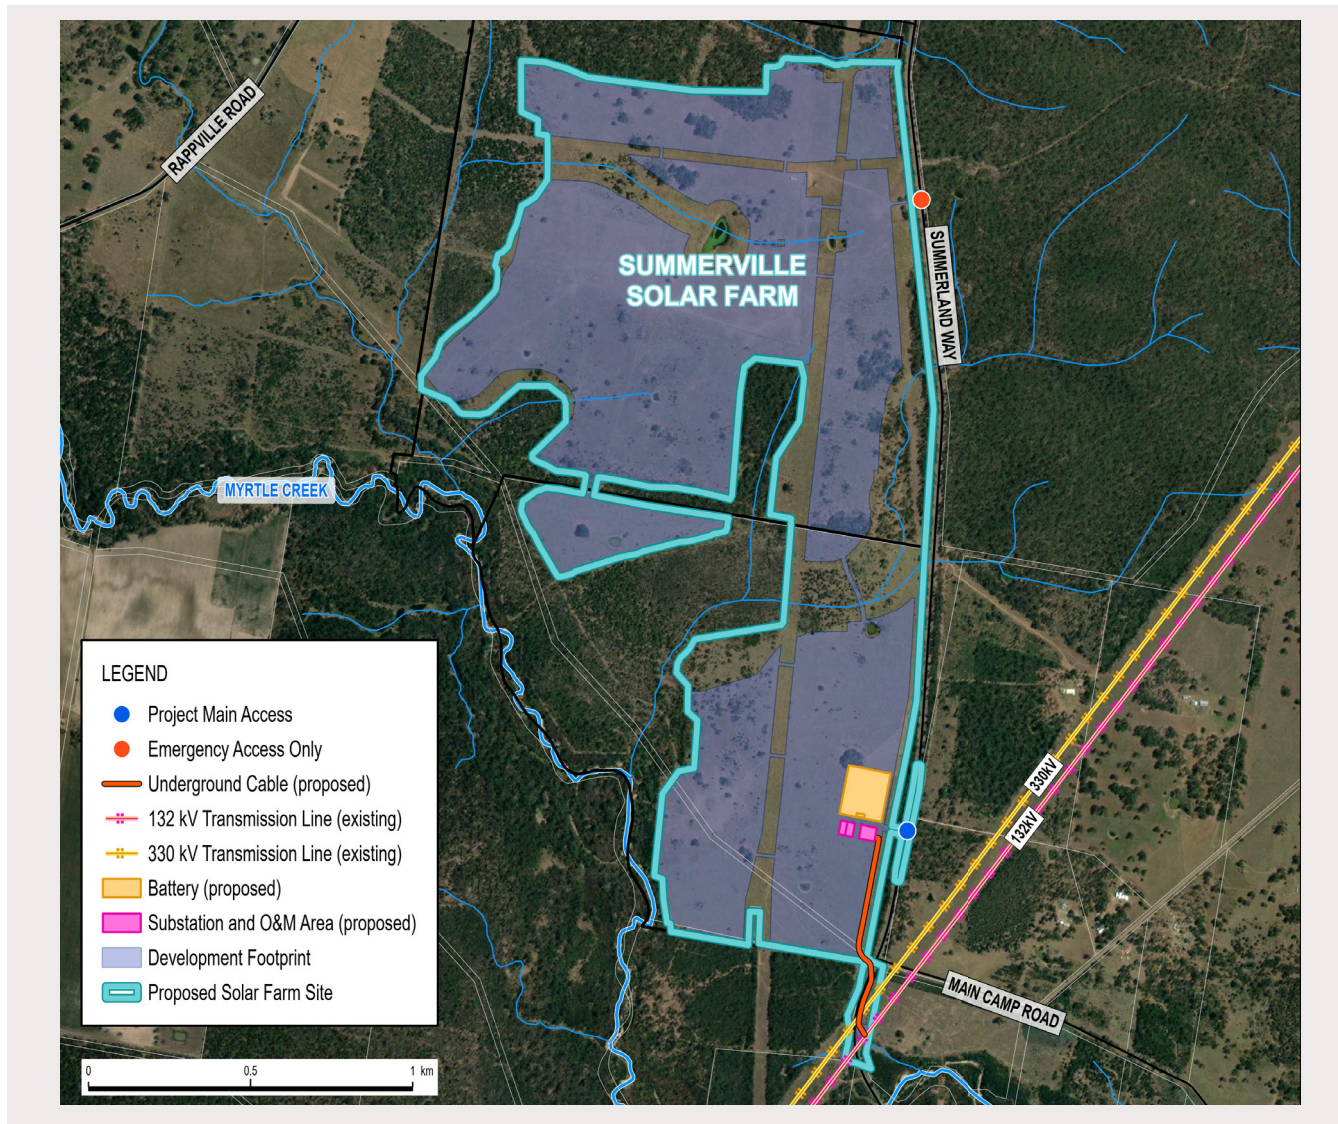 RAPPVILLE ROAD
SUMMERLAND WAY
SUMMERVILLE
SOLAR FARM
MYRTLE CREEK
330kV
132kV
MAIN CAMP ROAD
LEGEND
Project Main Access
Emergency Access Only
Underground Cable (proposed)
132 kV Transmission Line (existing)
330 kV Transmission Line (existing)
Battery (proposed)
Substation and O&M Area (proposed)
Development Footprint
Proposed Solar Farm Site
0 0.5 1 km